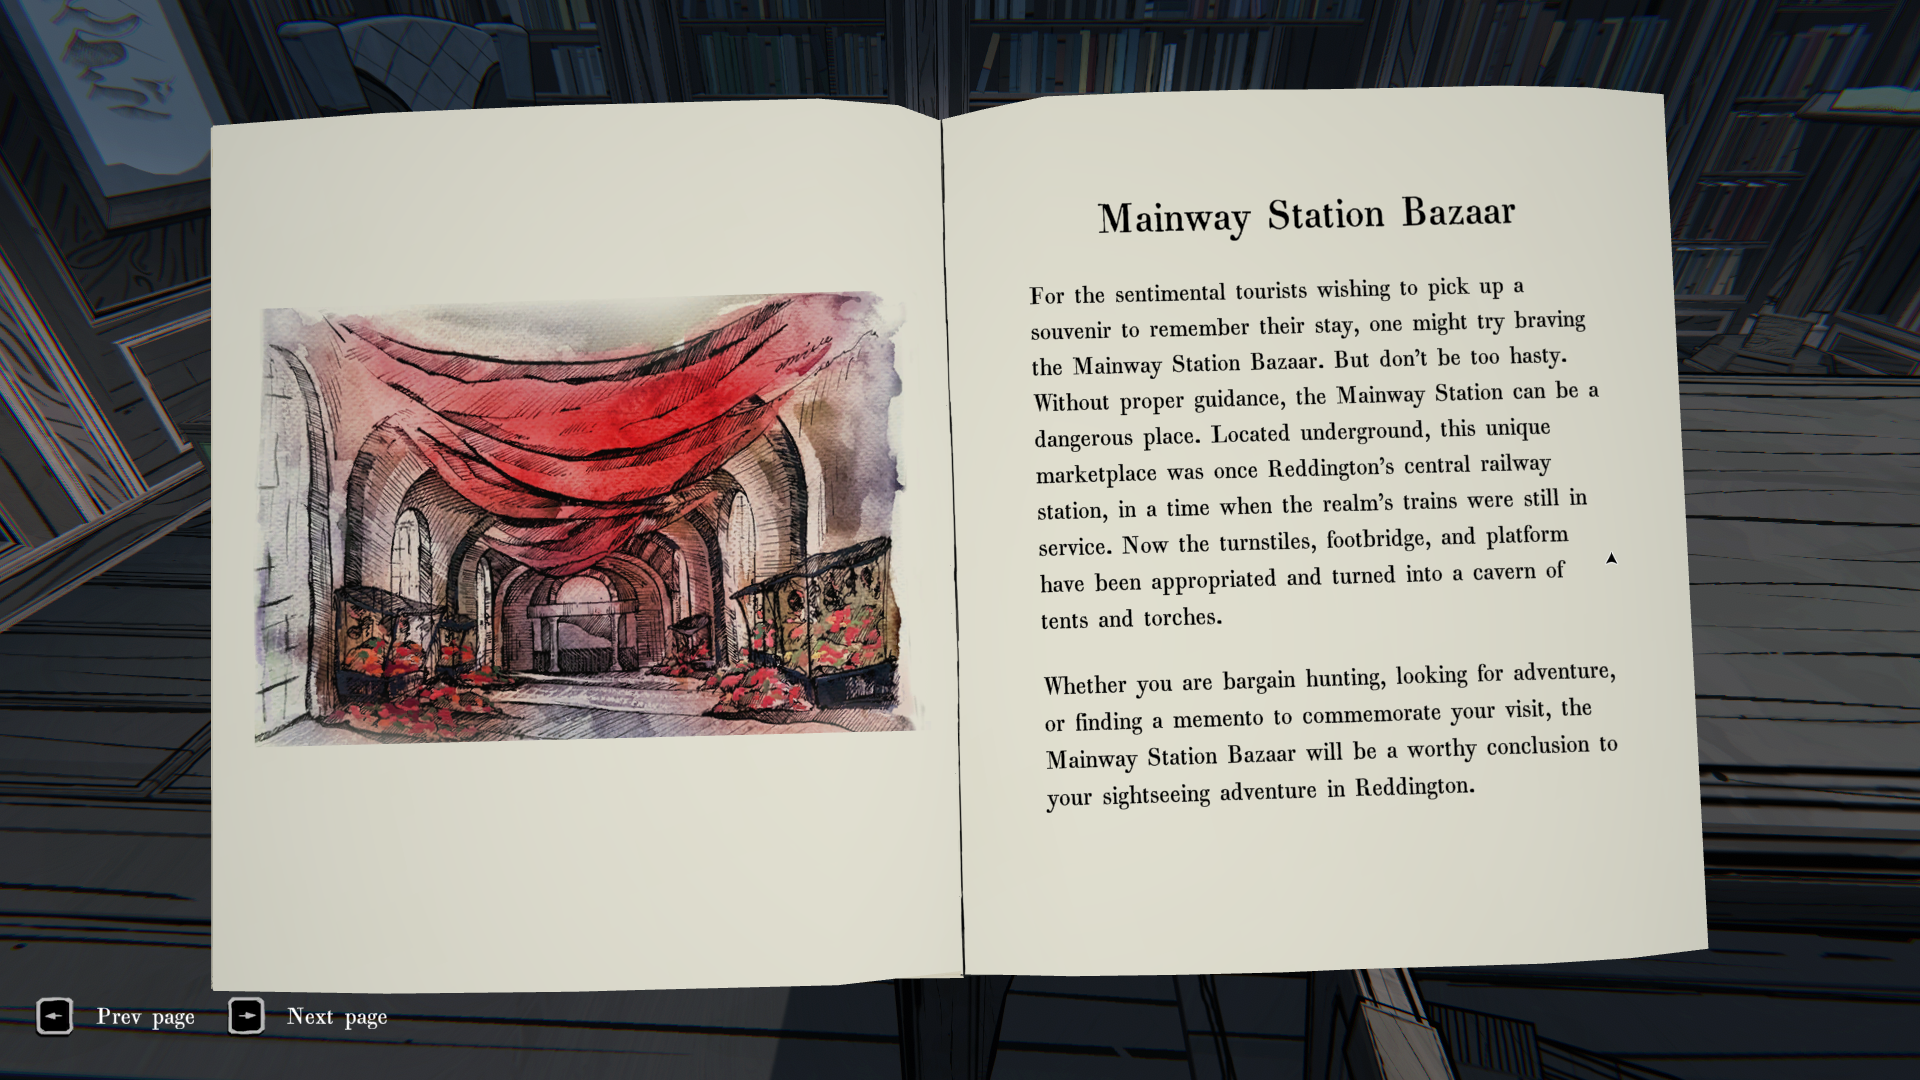 Mainway Station Bazaar
For the sentimental tourists wishing to pick up a
souvenir to remember their stay, one might try braving
the Mainway Station Bazaar. But don't be too hasty.
Without proper guidance, the Mainway Station can be a
dangerous place. Located underground, this unique
marketplace was once Reddington's central railway
station, in a time when the realm's trains were still in
service. Now the turnstiles, footbridge, and platform
have been appropriated and turned into a cavern of
tents and torches.
Whether you are bargain hunting, looking for adventure,
or finding a memento to commemorate your visit, the
Mainway Station Bazaar will be a worthy conclusion to
your sightseeing adventure in Reddington.
Prev page
Next page